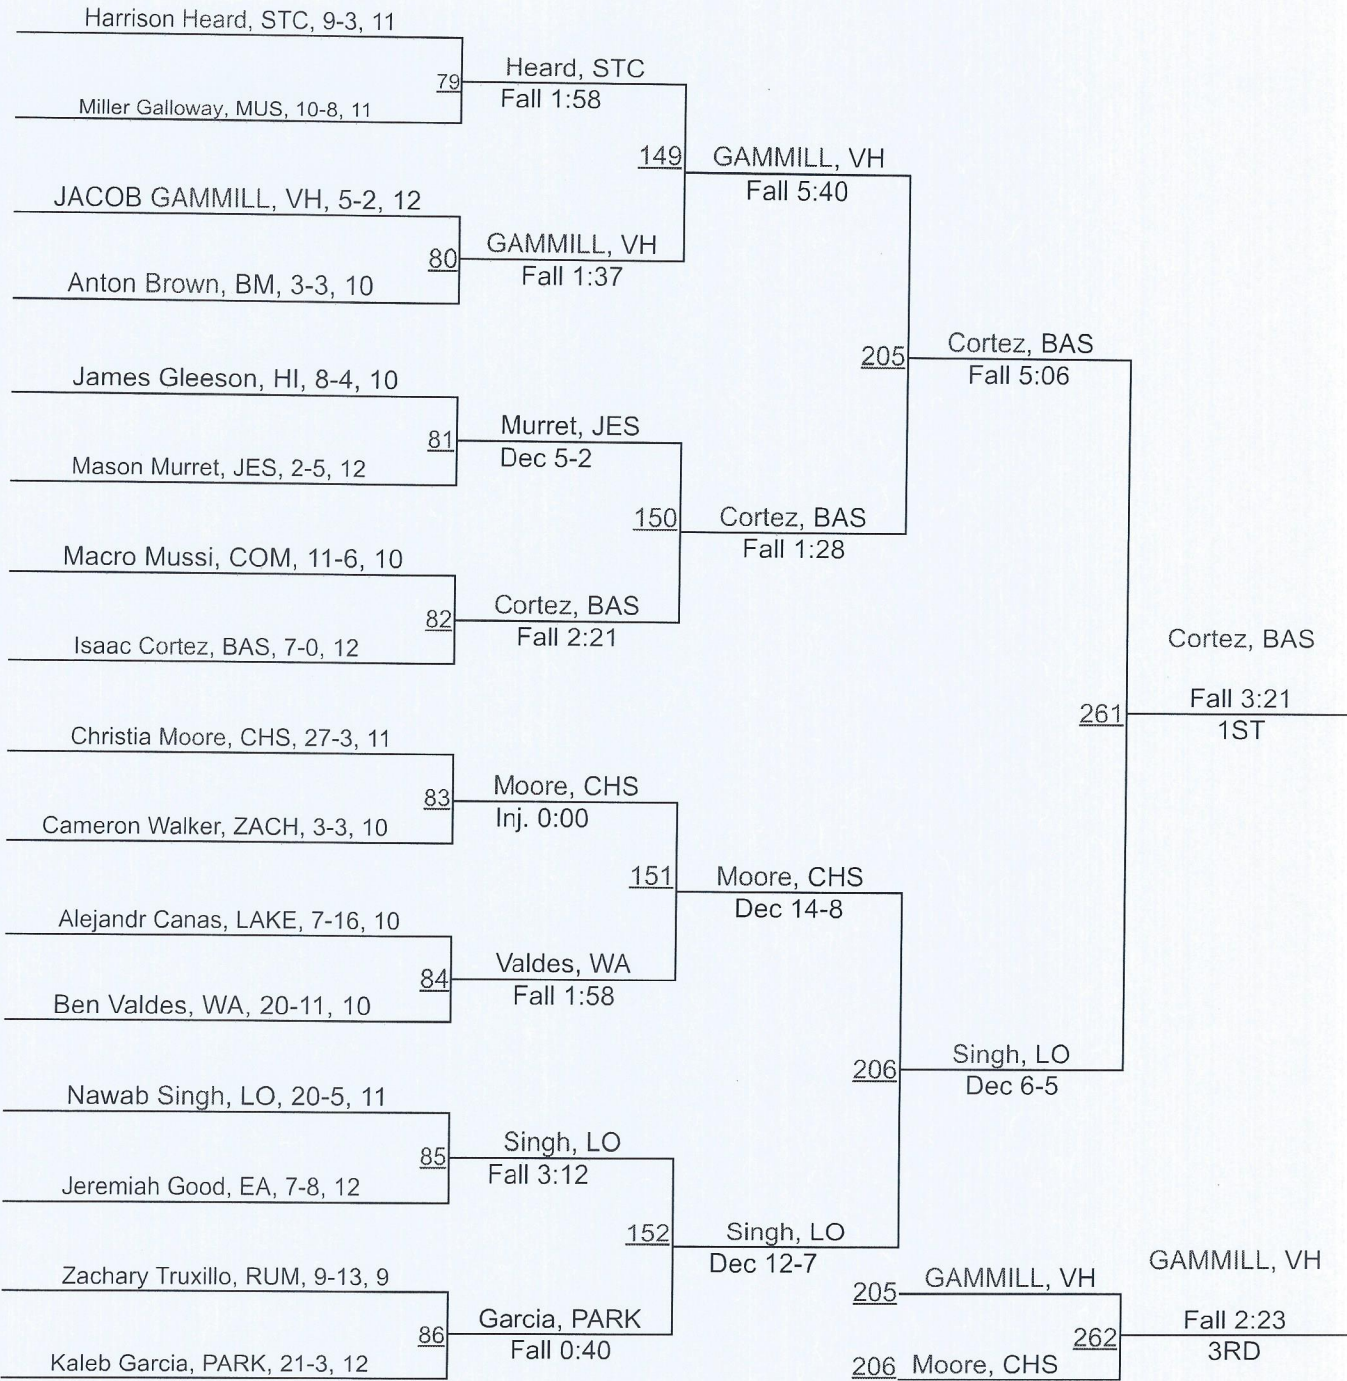 Harrison Heard, STC, 9-3, 11
79
Miller Galloway, MUS, 10-8, 11
Heard, STC
Fall 1:58
JACOB GAMMILL, VH, 5-2, 12
80
Anton Brown, BM, 3-3, 10
GAMMILL, VH
Fall 1:37
149
GAMMILL, VH
Fall 5:40
James Gleeson, HI, 8-4, 10
81
Mason Murret, JES, 2-5, 12
Murret, JES
Dec 5-2
Macro Mussi, COM, 11-6, 10
82
Isaac Cortez, BAS, 7-0, 12
Cortez, BAS
Fall 2:21
150
Cortez, BAS
Fall 1:28
205
Cortez, BAS
Fall 5:06
Christia Moore, CHS, 27-3, 11
83
Cameron Walker, ZACH, 3-3, 10
Moore, CHS
Inj. 0:00
Alejandr Canas, LAKE, 7-16, 10
84
Ben Valdes, WA, 20-11, 10
Valdes, WA
Fall 1:58
151
Moore, CHS
Dec 14-8
Nawab Singh, LO, 20-5, 11
85
Jeremiah Good, EA, 7-8, 12
Singh, LO
Fall 3:12
Zachary Truxillo, RUM, 9-13, 9
86
Kaleb Garcia, PARK, 21-3, 12
Garcia, PARK
Fall 0:40
152
Singh, LO
Dec 12-7
206
Singh, LO
Dec 6-5
261
Cortez, BAS
Fall 3:21
1ST
205
GAMMILL, VH
206
Moore, CHS
262
GAMMILL, VH
Fall 2:23
3RD